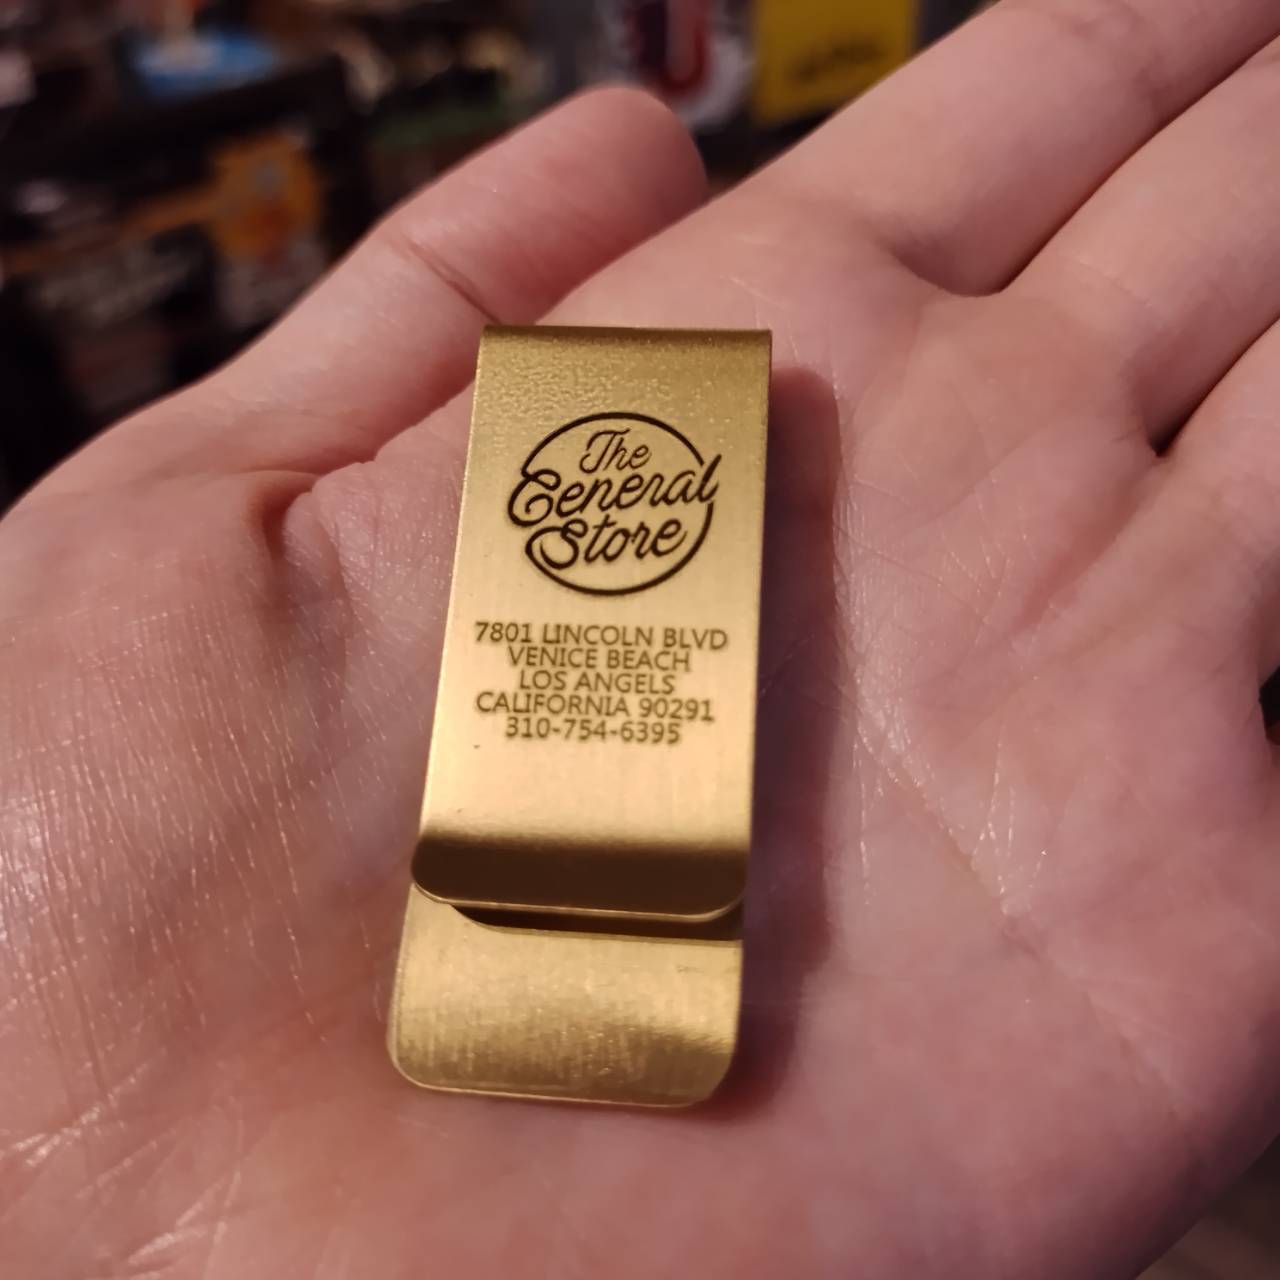 The
General
Store
7801 LINCOLN BLVD
VENICE BEACH
LOS ANGELS
CALIFORNIA 90291
310-754-6395